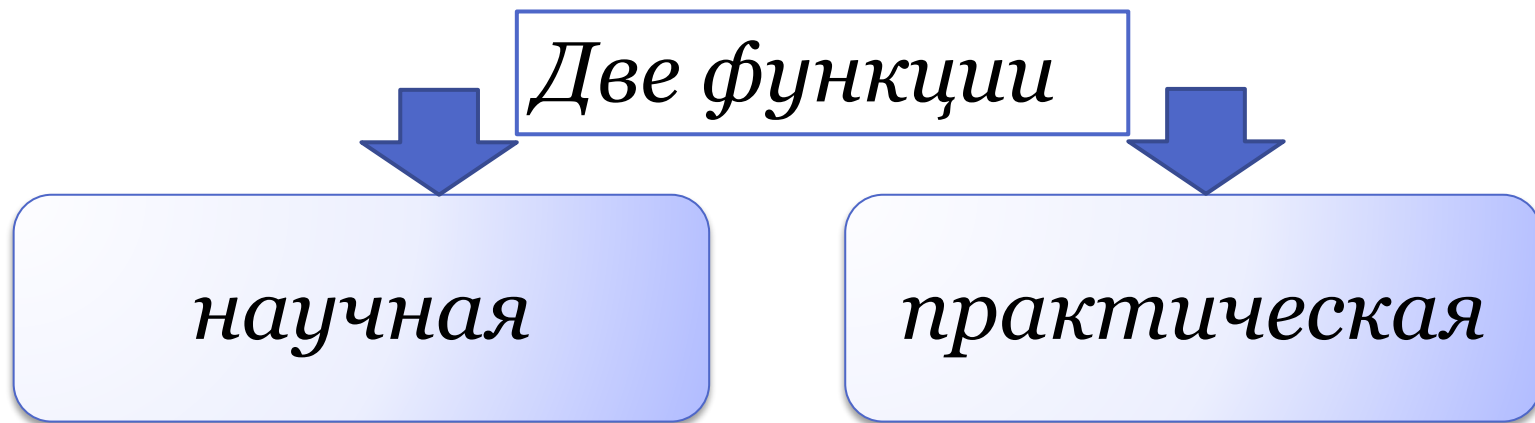 Две функции
научная
практическая